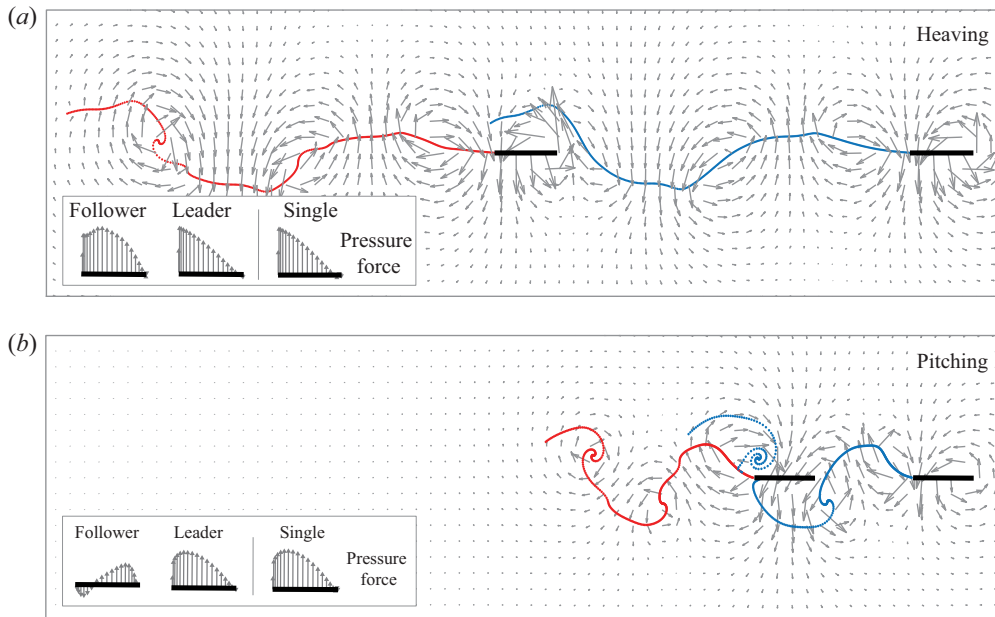 (a)
Heaving
Follower Leader Single
Pressure
force
(b)
Pitching
Follower Leader Single
Pressure
force